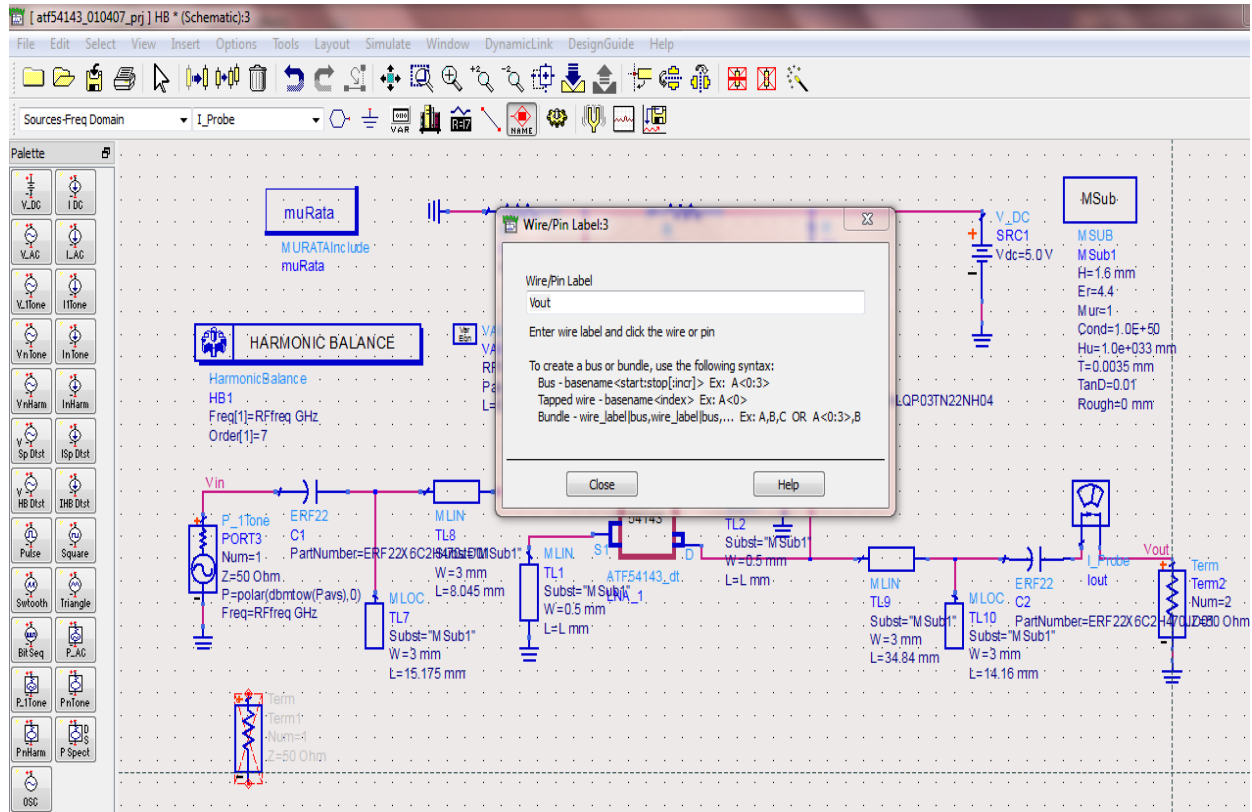 [ atf54143_010407_prj ] HB * (Schematic):3
File Edit Select View Insert Options Tools Layout Simulate Window DynamicLink DesignGuide Help
Sources-Freq Domain I_Probe VAR NAME
Palette
V_DC I DC
V_AC I_AC
V_1Tone I1Tone
VnTone InTone
VnHarm InHarm
V Sp Dtst ISp Dtst
V HB Dtst IHB Dtst
Pulse Square
Swtooth Triangle
BitSeq P_AC
P_1Tone PnTone
PnHarm P Spect
OSC
muRata
MURATAInclude
muRata
HARMONIC BALANCE
HarmonicBalance
HB1
Freq[1]=RFfreq GHz
Order[1]=7
Var
Eqn
Wire/Pin Label:3
Wire/Pin Label
Vout
Enter wire label and click the wire or pin
To create a bus or bundle, use the following syntax:
Bus - basename<start:stop[:incr]> Ex: A<0:3>
Tapped wire - basename<index> Ex: A<0>
Bundle - wire_label|bus,wire_label|bus,... Ex: A,B,C OR A<0:3>,B
Close Help
V_DC
SRC1
Vdc=5.0 V
MSub
MSUB
MSub1
H=1.6 mm
Er=4.4
Mur=1
Cond=1.0E+50
Hu=1.0e+033 mm
T=0.0035 mm
TanD=0.01
Rough=0 mm
LQP03TN22NH04
Vin
P_1Tone
PORT3
Num=1
Z=50 Ohm
P=polar(dbmtow(Pavs),0)
Freq=RFfreq GHz
ERF22
C1
MLIN
TL8
W=3 mm
L=8.045 mm
MLOC
TL7
Subst="MSub1"
W=3 mm
L=15.175 mm
MLIN
TL1
Subst="MSub1"
W=0.5 mm
L=L mm
S1
54143
D
ATF54143_dt
LNA_1
TL2
Subst="MSub1"
W=0.5 mm
L=L mm
MLIN
TL9
Subst="MSub1"
W=3 mm
L=34.84 mm
MLOC
TL10
Subst="MSub1"
W=3 mm
L=14.16 mm
ERF22
C2
I_Probe
Iout
Vout
Term
Term2
Num=2
Term
Term1
Num=1
Z=50 Ohm